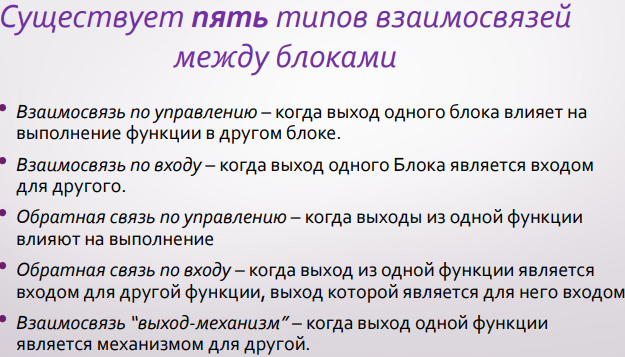 Существует пять типов взаимосвязей
между блоками
• Взаимосвязь по управлению – когда выход одного блока влияет на
выполнение функции в другом блоке.
• Взаимосвязь по входу – когда выход одного Блока является входом
для другого.
• Обратная связь по управлению – когда выходы из одной функции
влияют на выполнение
• Обратная связь по входу – когда выход из одной функции является
входом для другой функции, выход которой является для него входом
• Взаимосвязь “выход-механизм” – когда выход одной функции
является механизмом для другой.